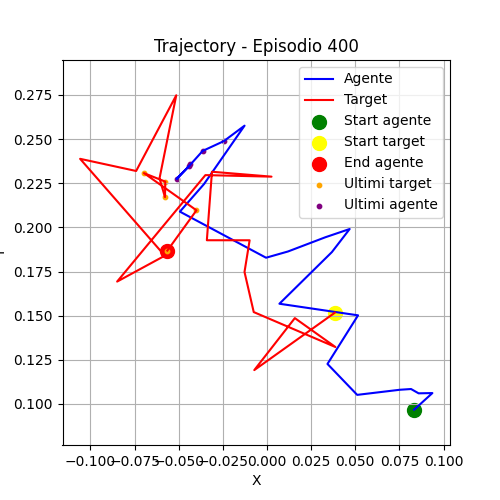 Trajectory - Episodio 400
Agente
Target
Start agente
Start target
End agente
Ultimi target
Ultimi agente
0.275
0.250
0.225
0.200
0.175
0.150
0.125
0.100
−0.100−0.075−0.050−0.025 0.000 0.025 0.050 0.075 0.100
X